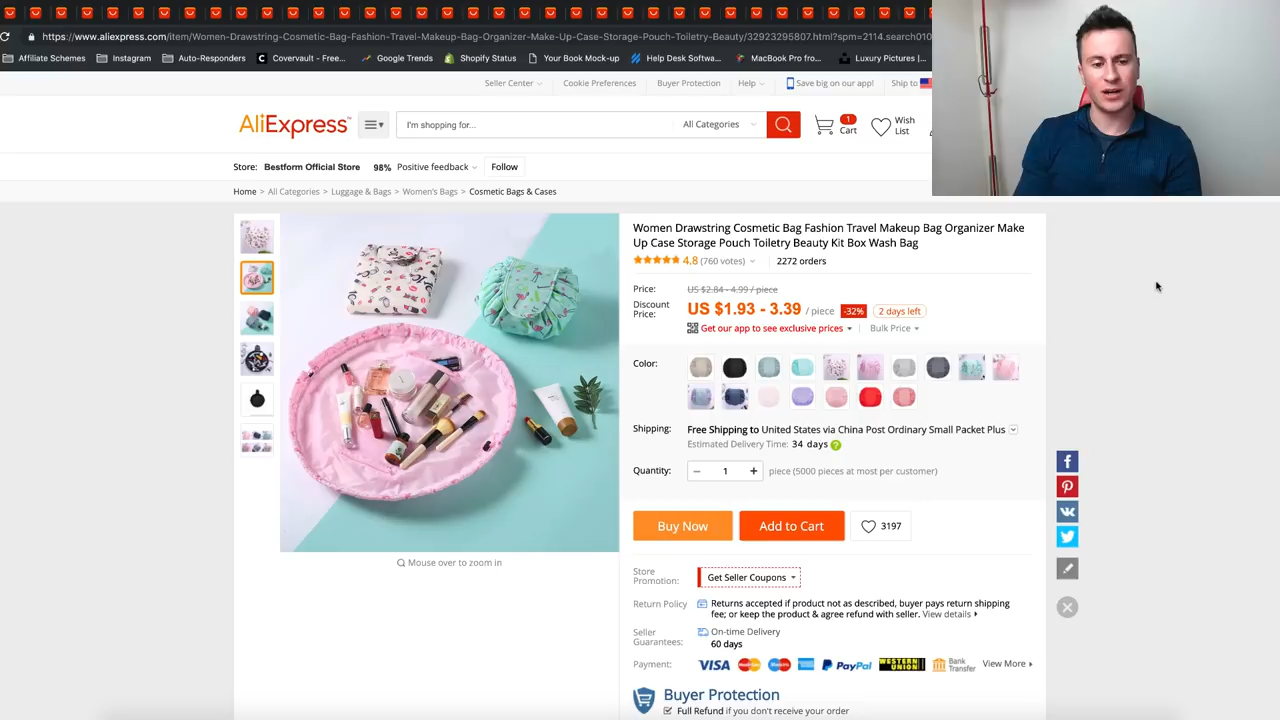 https://www.aliexpress.com/item/Women-Drawstring-Cosmetic-Bag-Fashion-Travel-Makeup-Bag-Organizer-Make-Up-Case-Storage-Pouch-Toiletry-Beauty/32923295807.html?spm=2114.search010
Affiliate Schemes Instagram Auto-Responders Covervault - Free... Google Trends Shopify Status Your Book Mock-up Help Desk Softwa... MacBook Pro from... Luxury Pictures |...
Seller Center Cookie Preferences Buyer Protection Help Save big on our app! Ship to
AliExpress™ I'm shopping for... All Categories 1 Cart Wish List
Store: Bestform Official Store 98% Positive feedback Follow
Home > All Categories > Luggage & Bags > Women's Bags > Cosmetic Bags & Cases
Women Drawstring Cosmetic Bag Fashion Travel Makeup Bag Organizer Make
Up Case Storage Pouch Toiletry Beauty Kit Box Wash Bag
4.8 (760 votes) 2272 orders
Price: US $2.84 - 4.99 / piece
Discount Price: US $1.93 - 3.39 / piece -32% 2 days left
Get our app to see exclusive prices Bulk Price
Color:
Shipping: Free Shipping to United States via China Post Ordinary Small Packet Plus
Estimated Delivery Time: 34 days ?
Quantity: − 1 + piece (5000 pieces at most per customer)
Buy Now Add to Cart 3197
Mouse over to zoom in
Store Promotion: Get Seller Coupons
Return Policy Returns accepted if product not as described, buyer pays return shipping
fee; or keep the product & agree refund with seller. View details
Seller Guarantees: On-time Delivery
60 days
Payment: VISA PayPal WESTERN UNION Bank Transfer View More
Buyer Protection
Full Refund if you don't receive your order